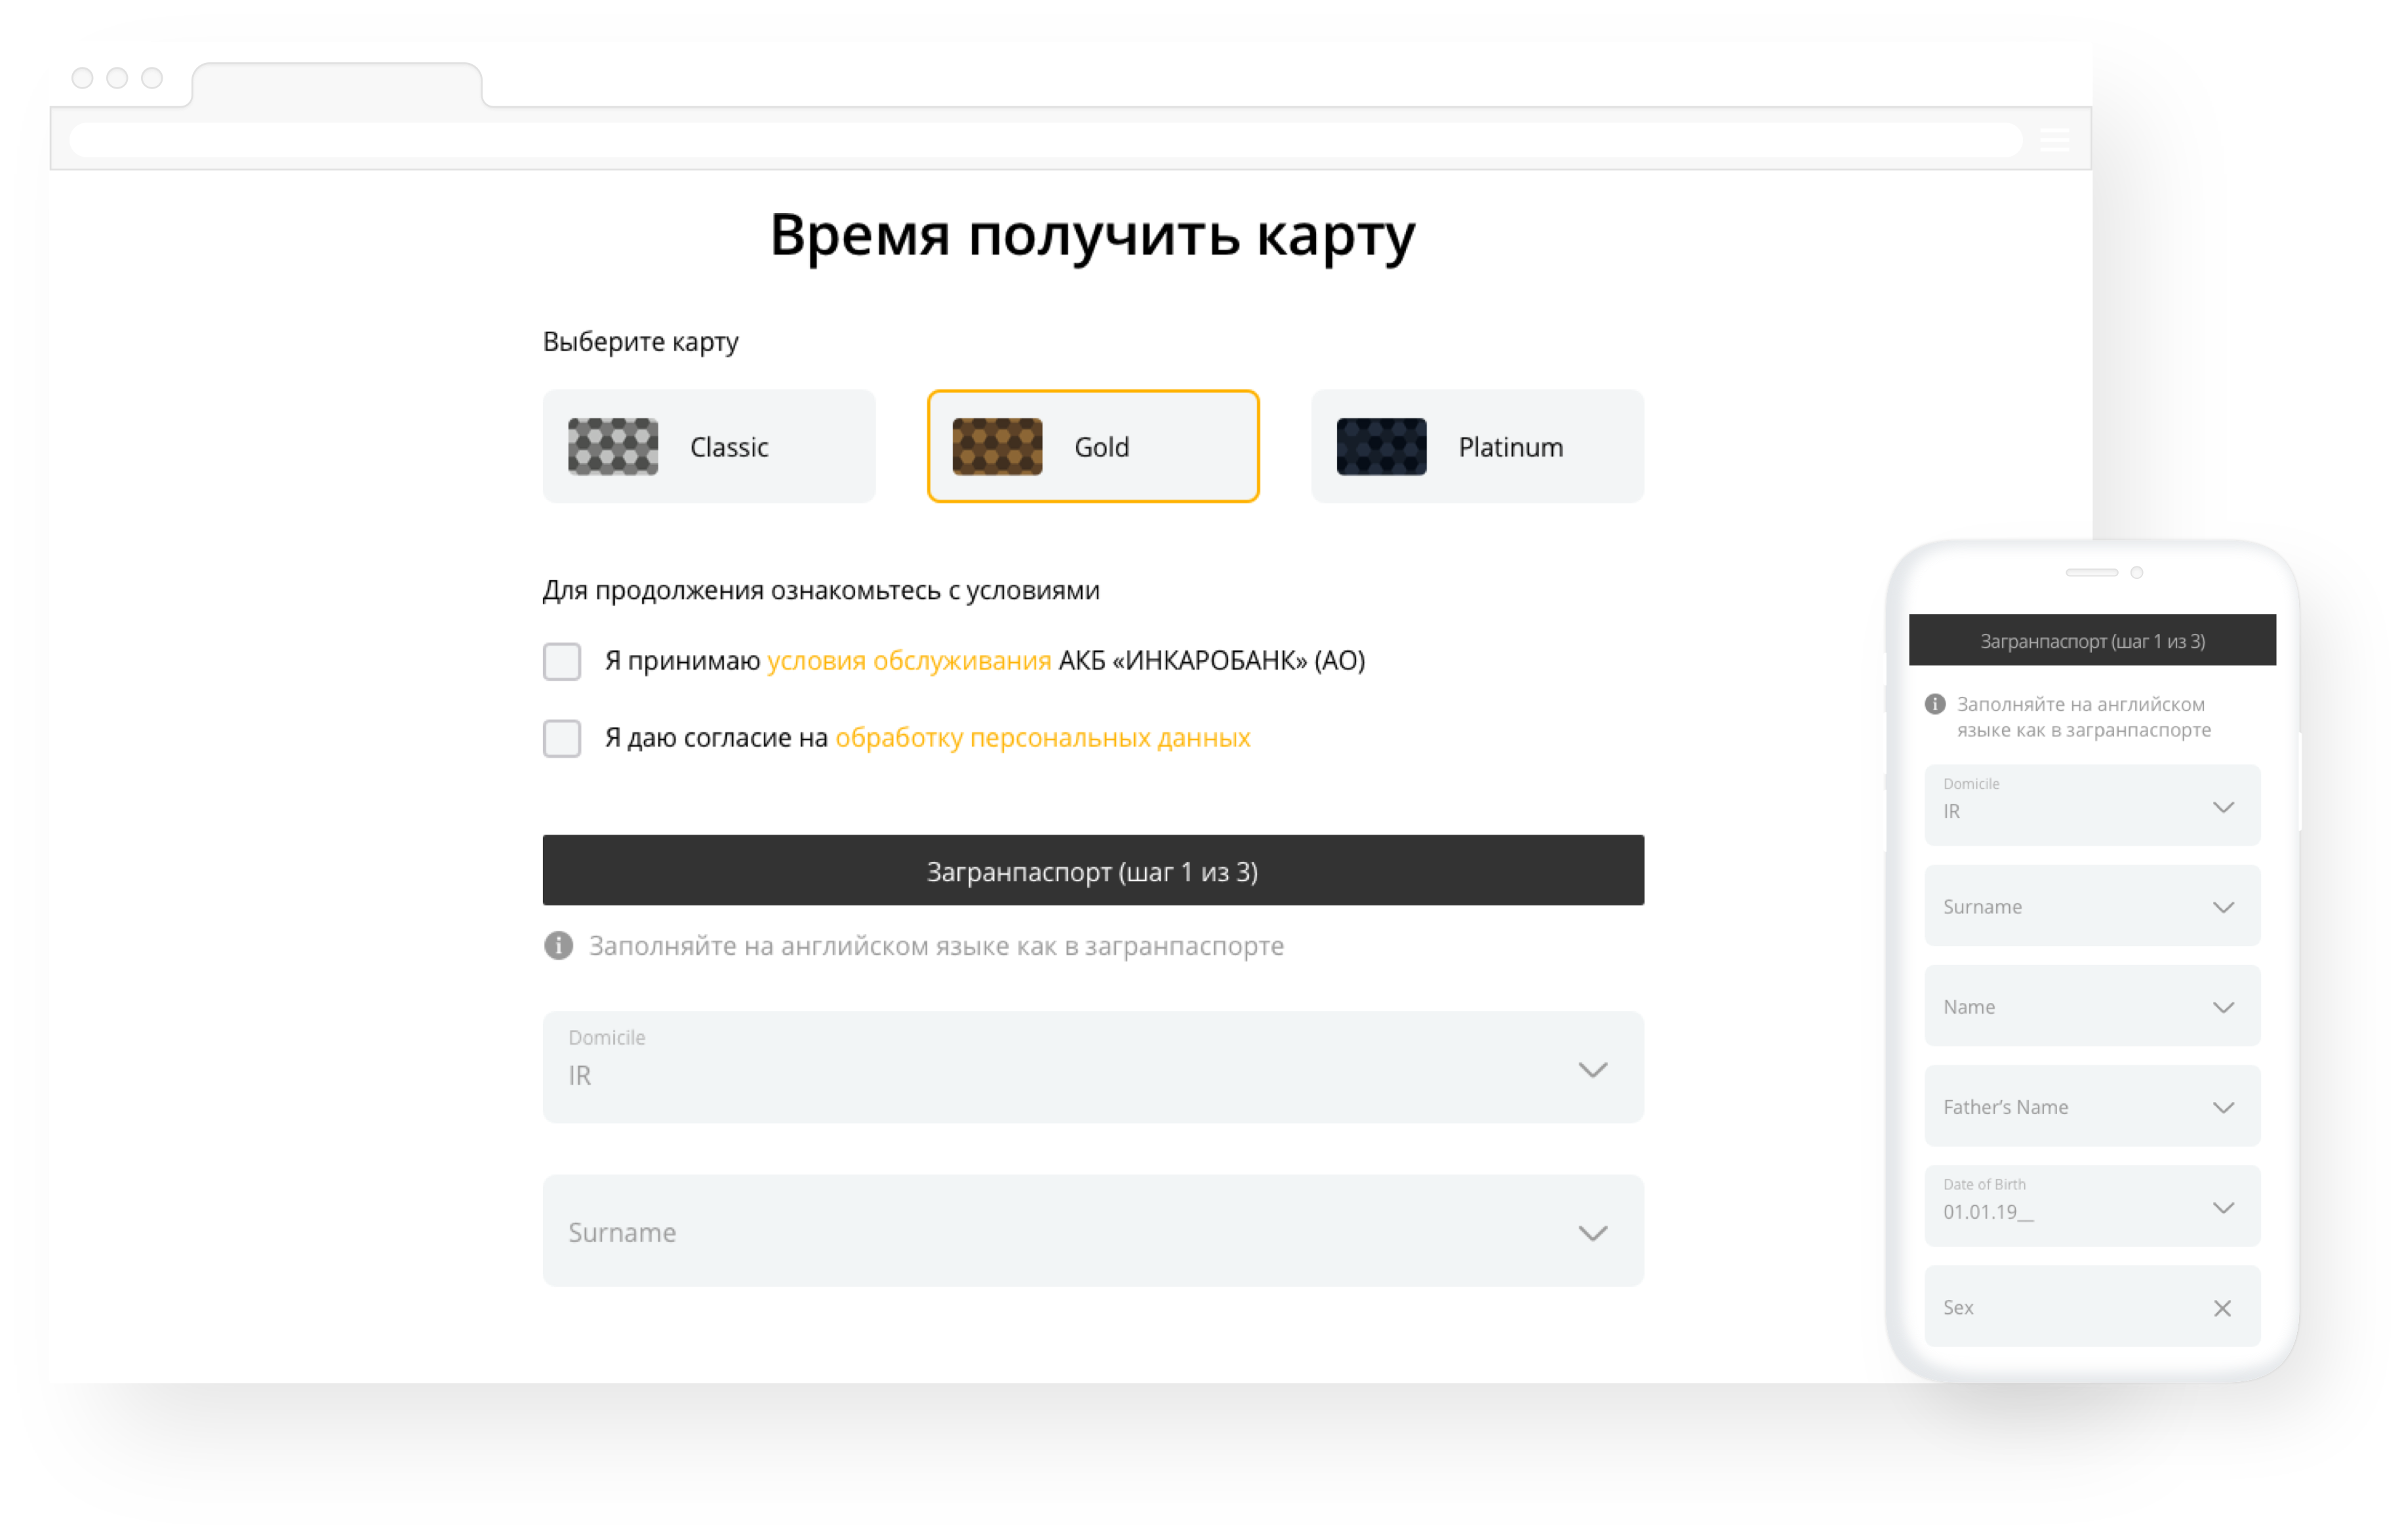 Время получить карту
Выберите карту
Classic
Gold
Platinum
Для продолжения ознакомьтесь с условиями
Я принимаю условия обслуживания АКБ «ИНКАРОБАНК» (АО)
Я даю согласие на обработку персональных данных
Загранпаспорт (шаг 1 из 3)
Заполняйте на английском языке как в загранпаспорте
Domicile
IR
Surname
Загранпаспорт (шаг 1 из 3)
Заполняйте на английском
языке как в загранпаспорте
Domicile
IR
Surname
Name
Father’s Name
Date of Birth
01.01.19__
Sex